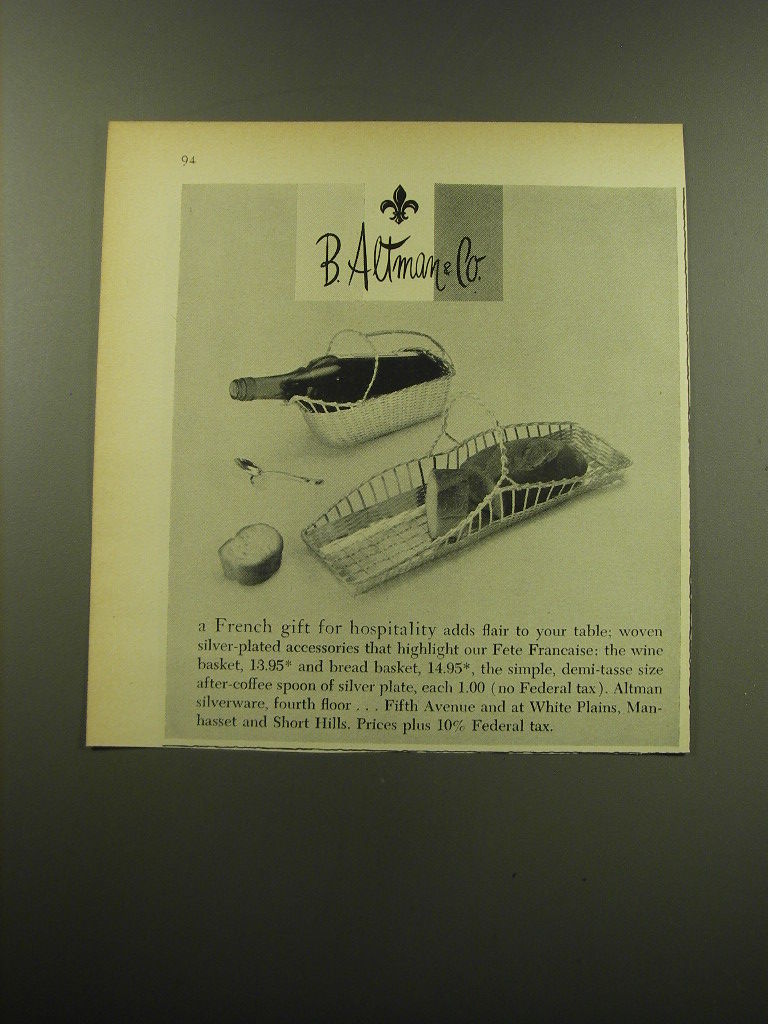 94
B. Altman & Co.
a French gift for hospitality adds flair to your table; woven
silver-plated accessories that highlight our Fete Francaise: the wine
basket, 13.95* and bread basket, 14.95*, the simple, demi-tasse size
after-coffee spoon of silver plate, each 1.00 (no Federal tax). Altman
silverware, fourth floor . . . Fifth Avenue and at White Plains, Man-
hasset and Short Hills. Prices plus 10% Federal tax.